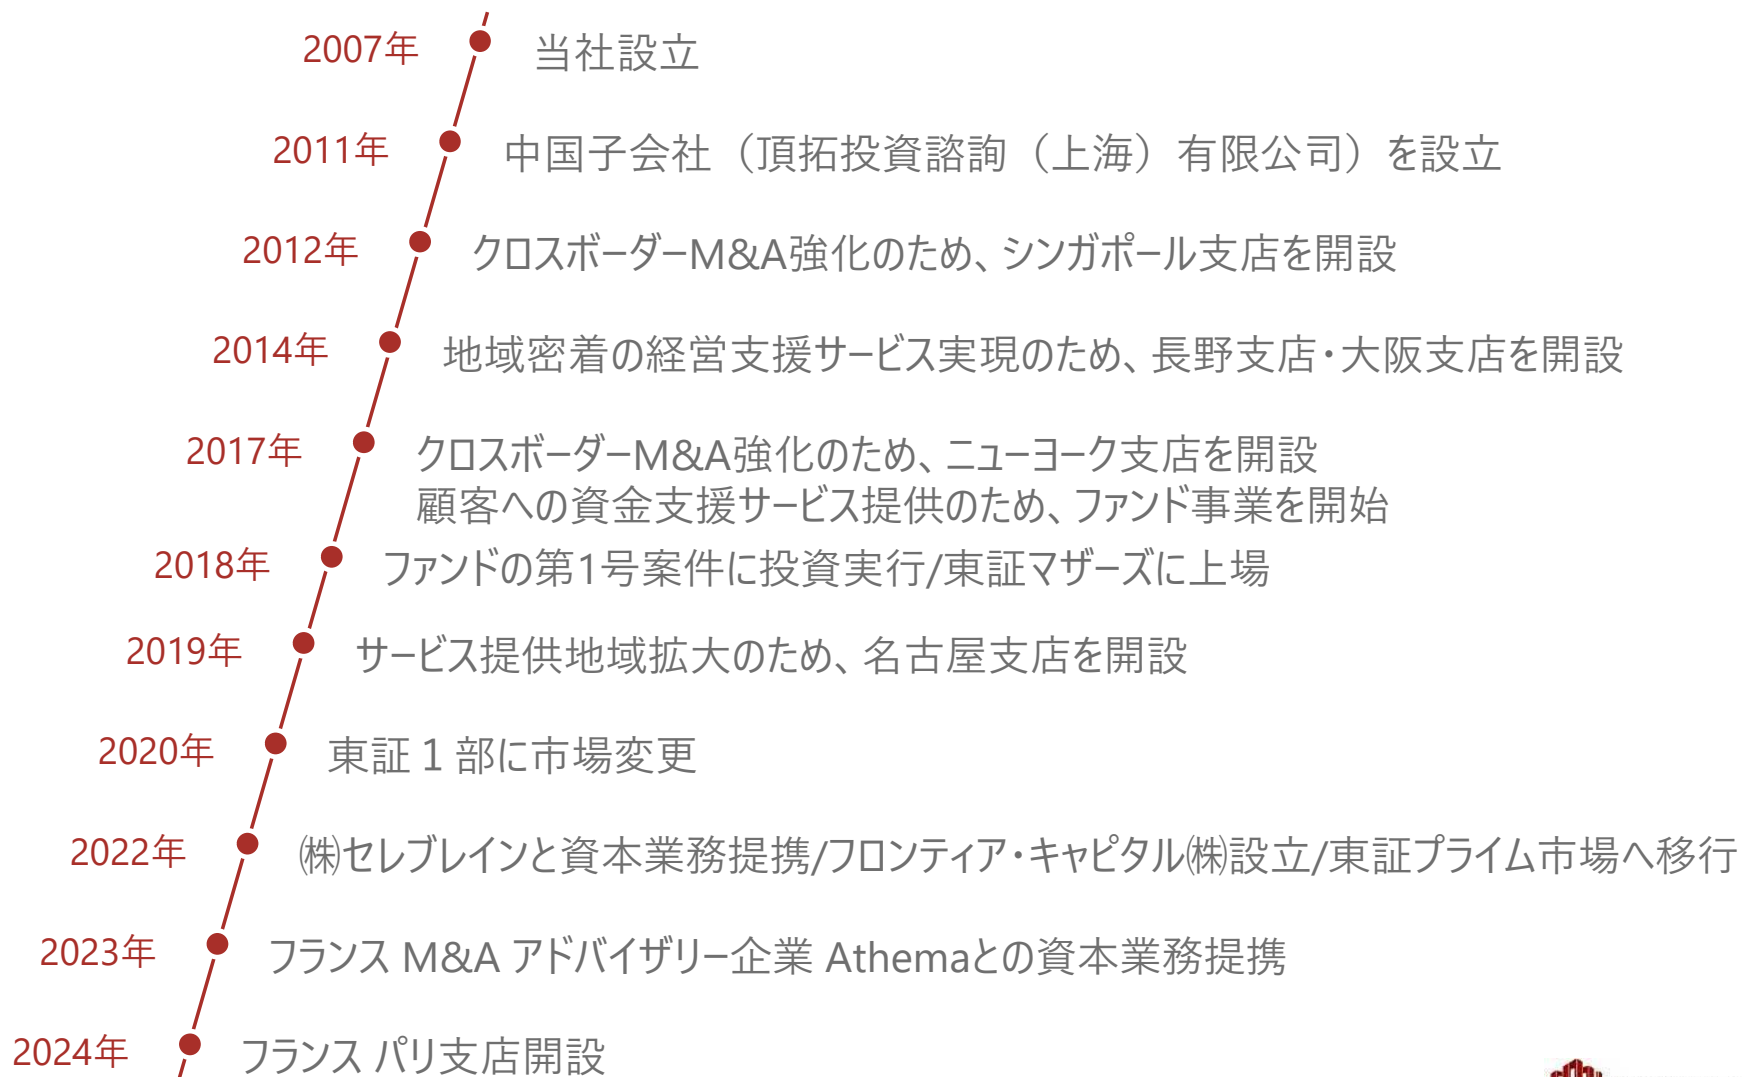 2007年 当社設立
2011年 中国子会社（頂拓投資諮詢（上海）有限公司）を設立
2012年 クロスボーダーM&A強化のため、シンガポール支店を開設
2014年 地域密着の経営支援サービス実現のため、長野支店・大阪支店を開設
2017年 クロスボーダーM&A強化のため、ニューヨーク支店を開設
顧客への資金支援サービス提供のため、ファンド事業を開始
2018年 ファンドの第1号案件に投資実行/東証マザーズに上場
2019年 サービス提供地域拡大のため、名古屋支店を開設
2020年 東証１部に市場変更
2022年 ㈱セレブレインと資本業務提携/フロンティア・キャピタル㈱設立/東証プライム市場へ移行
2023年 フランス M&A アドバイザリー企業 Athemaとの資本業務提携
2024年 フランス パリ支店開設